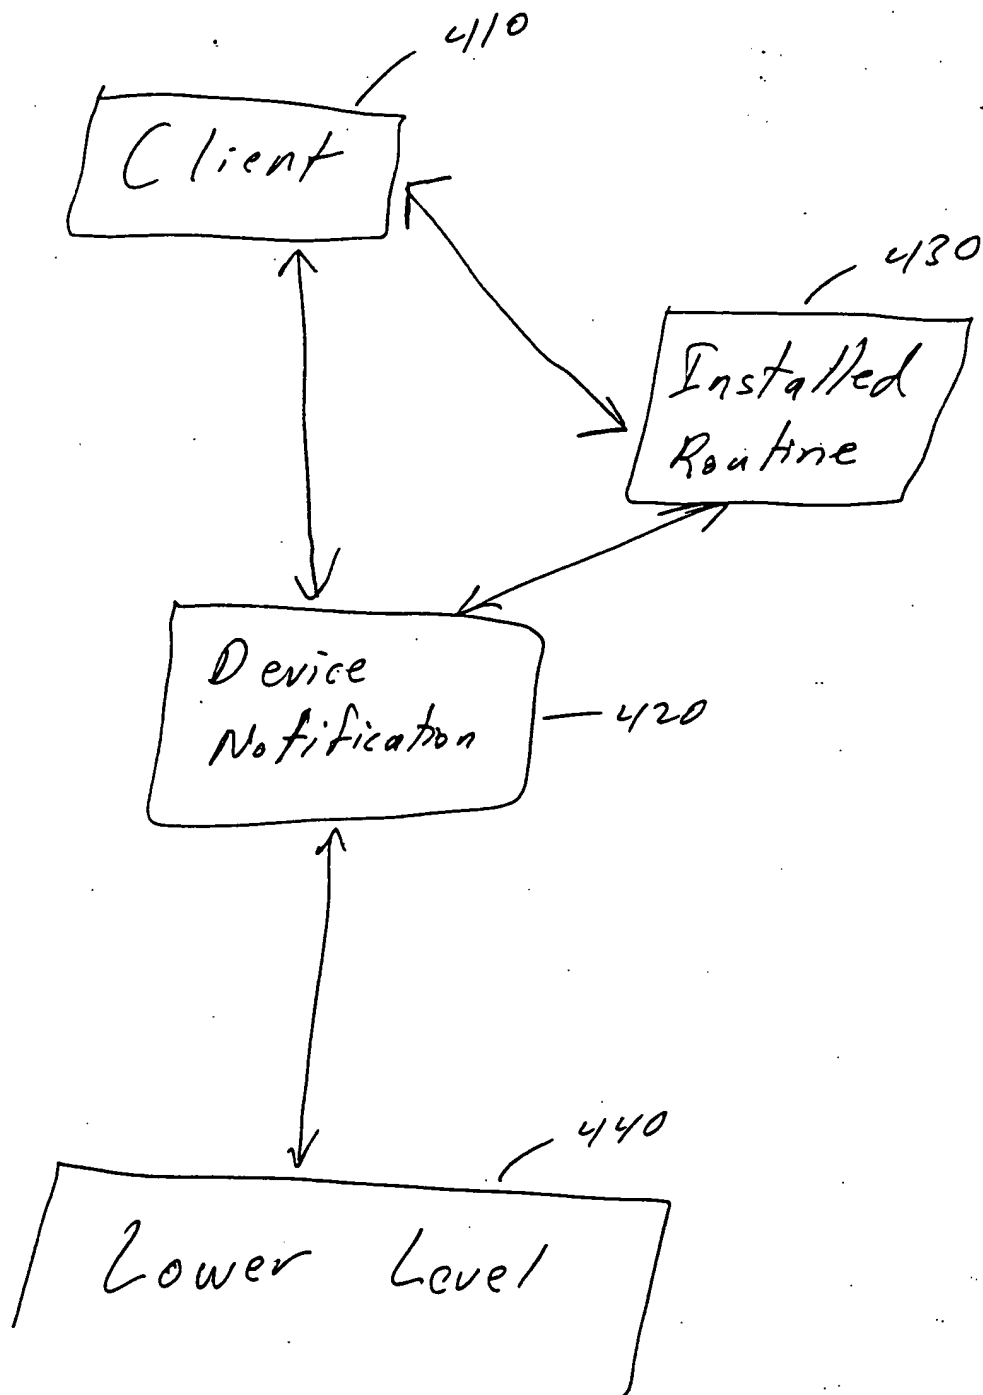 410
Client
430
Installed
Routine
Device
Notification
420
440
Lower Level